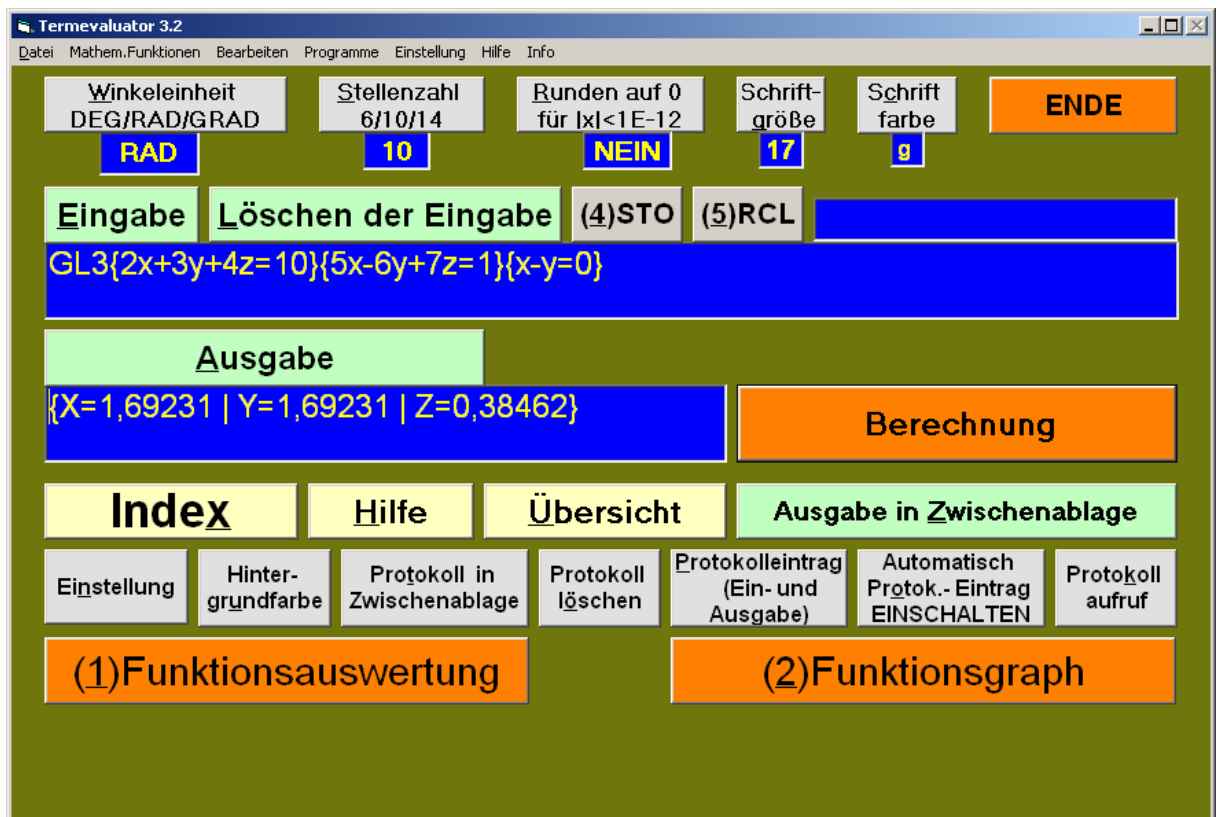 Termevaluator 3.2
Datei Mathem.Funktionen Bearbeiten Programme Einstellung Hilfe Info
Winkeleinheit
DEG/RAD/GRAD
RAD
Stellenzahl
6/10/14
10
Runden auf 0
für |x|<1E-12
NEIN
Schrift-
größe
17
Schrift
farbe
g
ENDE
Eingabe
Löschen der Eingabe
(4)STO
(5)RCL
GL3{2x+3y+4z=10}{5x-6y+7z=1}{x-y=0}
Ausgabe
{X=1,69231 | Y=1,69231 | Z=0,38462}
Berechnung
Index
Hilfe
Übersicht
Ausgabe in Zwischenablage
Einstellung
Hinter-
grundfarbe
Protokoll in
Zwischenablage
Protokoll
löschen
Protokolleintrag
(Ein- und
Ausgabe)
Automatisch
Protok.- Eintrag
EINSCHALTEN
Protokoll
aufruf
(1)Funktionsauswertung
(2)Funktionsgraph